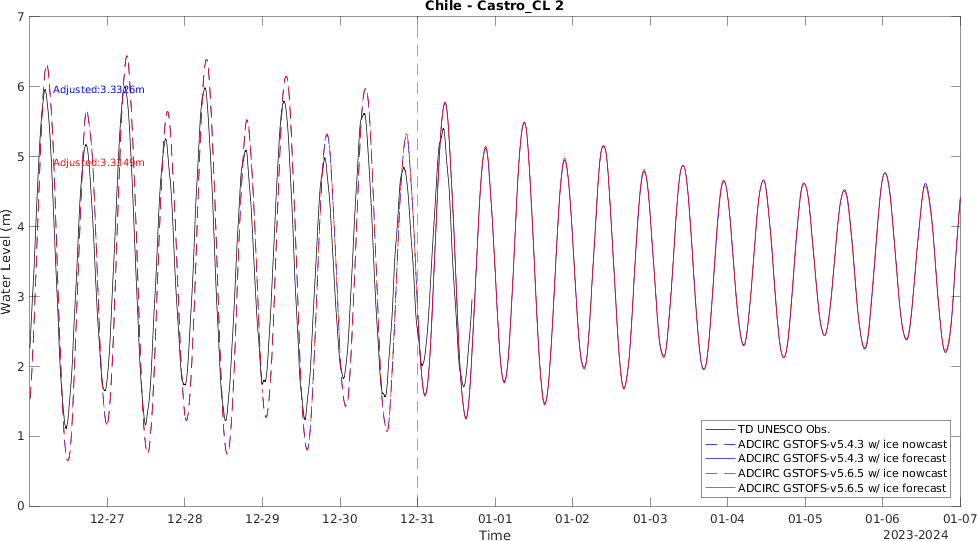 Chile - Castro_CL 2
7
6
5
4
3
2
1
0
Water Level (m)
Adjusted:3.3326m
Adjusted:3.3349m
TD UNESCO Obs.
ADCIRC GSTOFS-v5.4.3 w/ ice nowcast
ADCIRC GSTOFS-v5.4.3 w/ ice forecast
ADCIRC GSTOFS-v5.6.5 w/ ice nowcast
ADCIRC GSTOFS-v5.6.5 w/ ice forecast
12-27 12-28 12-29 12-30 12-31 01-01 01-02 01-03 01-04 01-05 01-06 01-07
Time
2023-2024